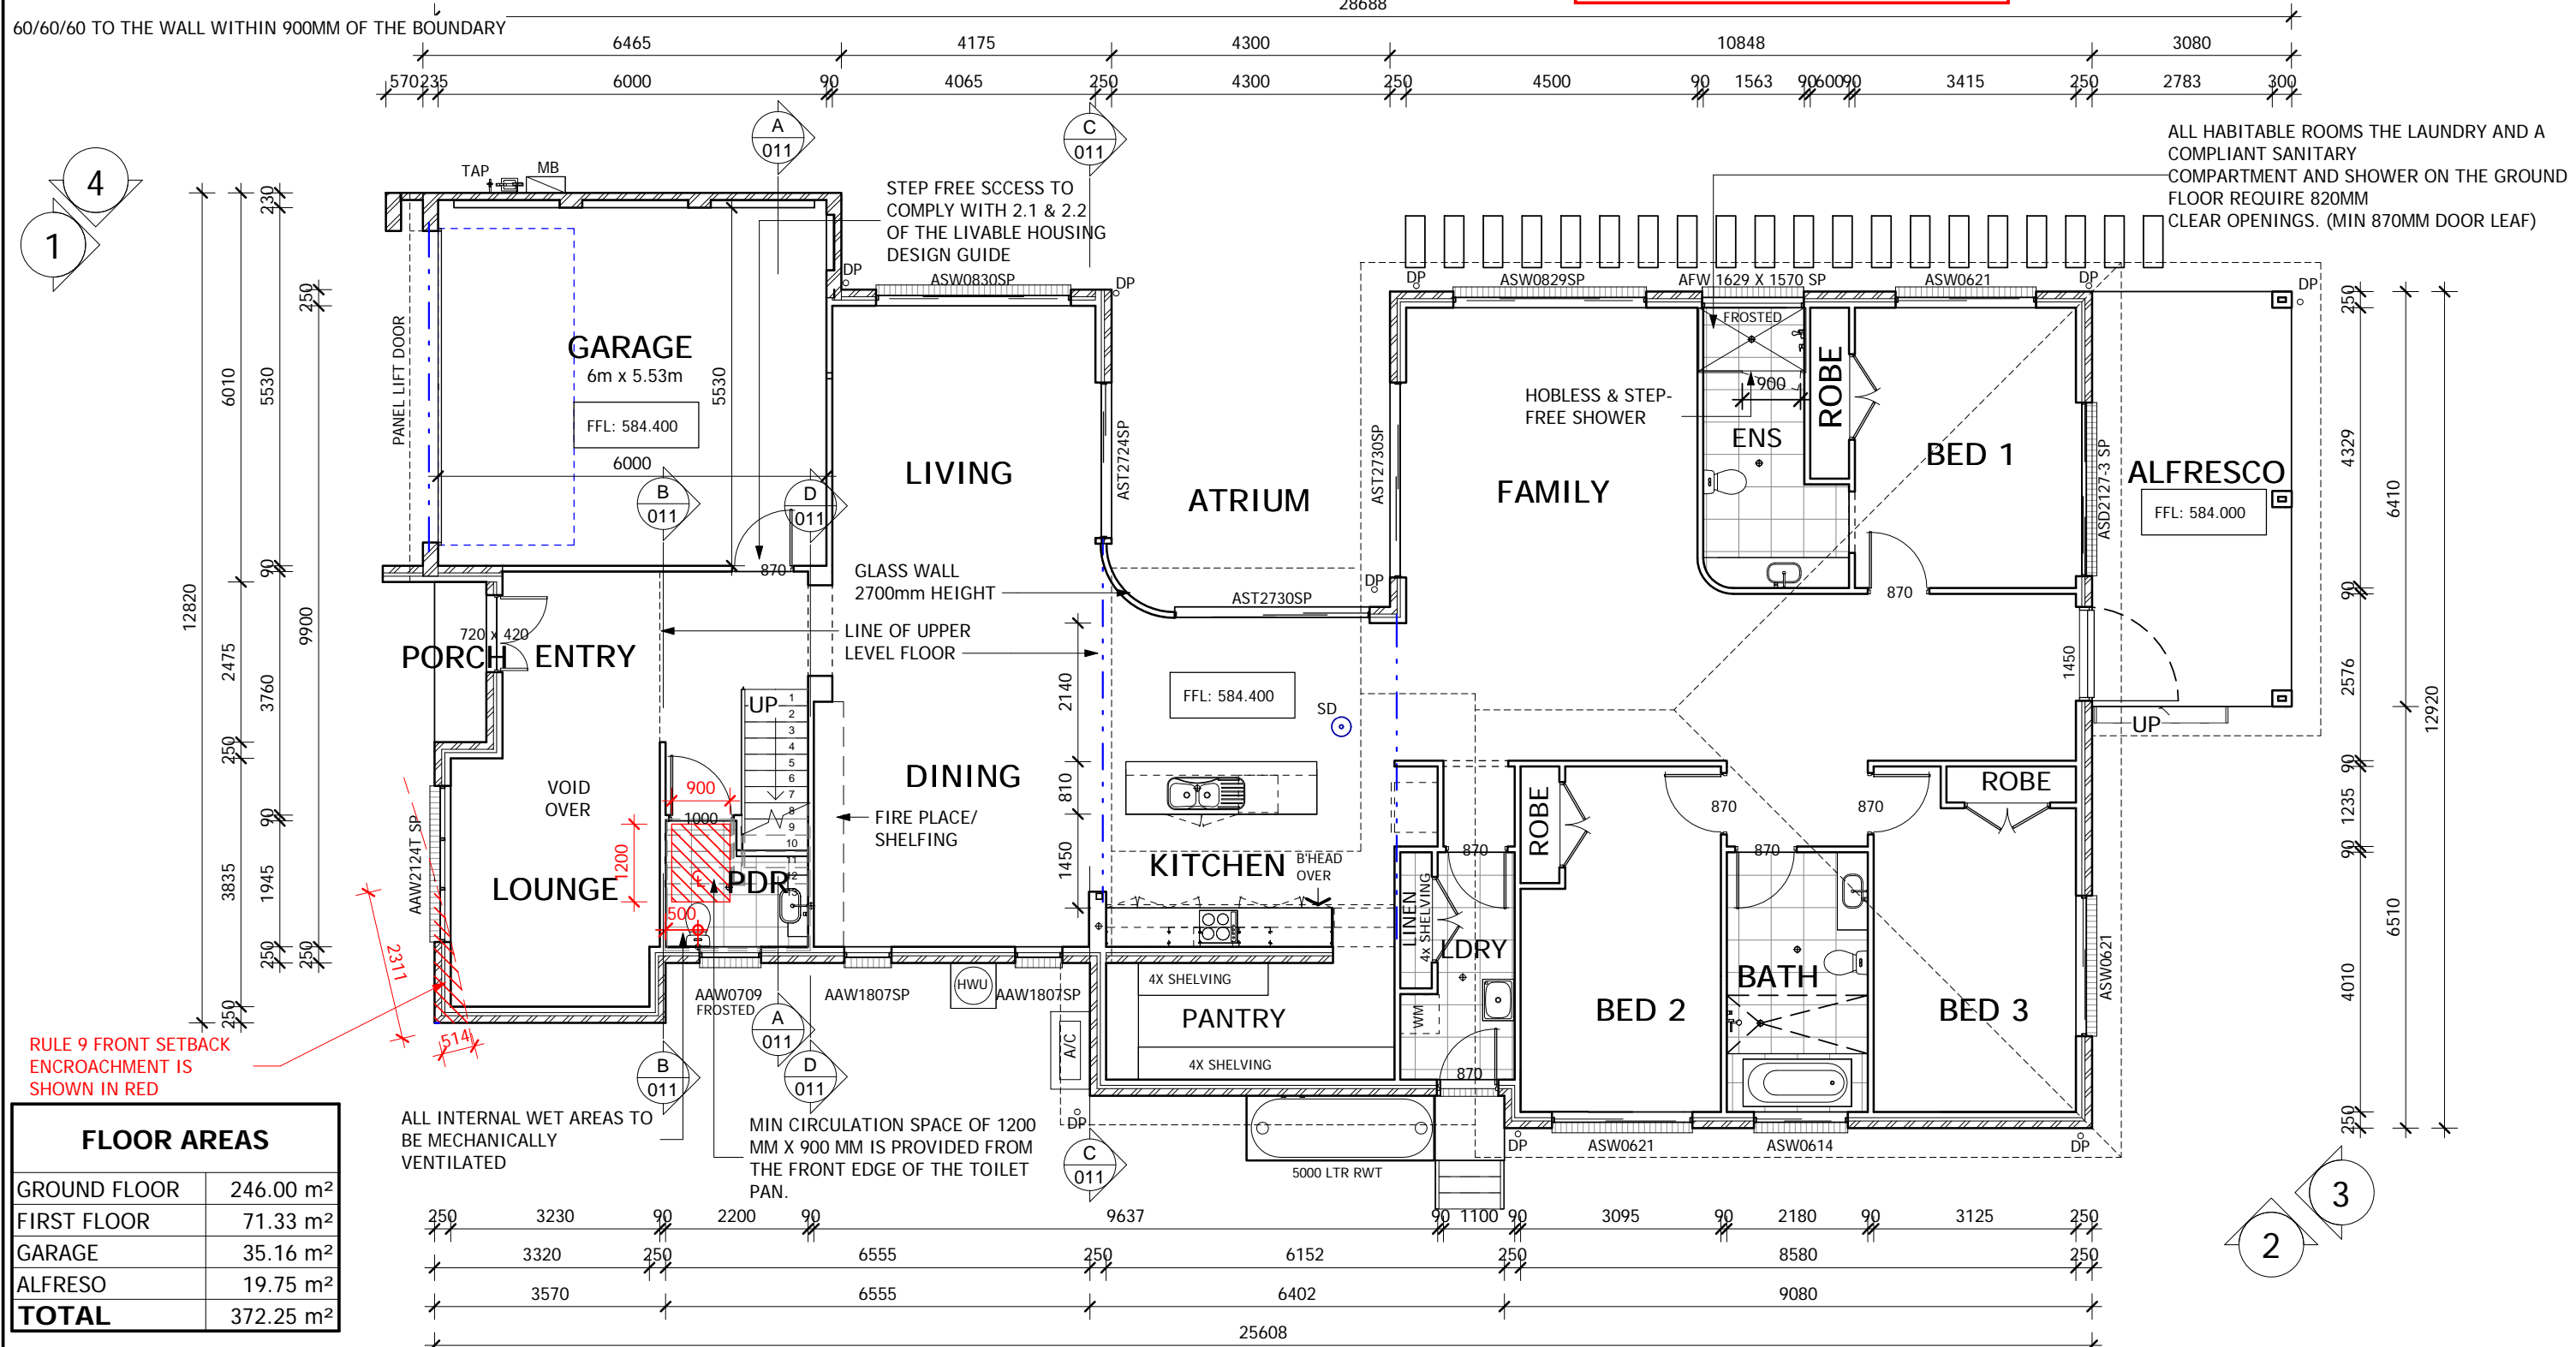 28688
60/60/60 TO THE WALL WITHIN 900MM OF THE BOUNDARY
6465
4175
4300
10848
3080
570
235
6000
90
4065
250
4300
250
4500
90
1563
90
600
90
3415
250
2783
300
A
011
C
011
4
1
TAP
MB
STEP FREE SCCESS TO
COMPLY WITH 2.1 & 2.2
OF THE LIVABLE HOUSING
DESIGN GUIDE
ALL HABITABLE ROOMS THE LAUNDRY AND A
COMPLIANT SANITARY
COMPARTMENT AND SHOWER ON THE GROUND
FLOOR REQUIRE 820MM
CLEAR OPENINGS. (MIN 870MM DOOR LEAF)
DP
ASW0830SP
DP
DP
ASW0829SP
AFW 1629 X 1570 SP
ASW0621
DP
DP
12820
6010
2475
3835
250
230
5530
90
3760
250
90
1945
250
250
9900
250
PANEL LIFT DOOR
GARAGE
6m x 5.53m
FFL: 584.400
5530
6000
B
011
D
011
870
LIVING
AST2724SP
ATRIUM
AST2730SP
FAMILY
FROSTED
HOBLESS & STEP-
FREE SHOWER
900
ENS
ROBE
BED 1
ASD2127-3 SP
ALFRESCO
FFL: 584.000
GLASS WALL
2700mm HEIGHT
AST2730SP
DP
870
LINE OF UPPER
LEVEL FLOOR
720 x 420
PORCH
ENTRY
UP
1
2
3
4
5
6
7
8
9
10
11
12
13
2140
810
1450
FFL: 584.400
SD
1450
UP
250
4329
90
2576
90
1235
90
4010
250
6410
6510
12920
VOID
OVER
LOUNGE
AAW2124T SP
900
1000
1200
500
PDR
DINING
FIRE PLACE/
SHELFING
KITCHEN
B'HEAD
OVER
ROBE
870
870
870
870
ROBE
LINEN
4X SHELVING
LDRY
WM
870
BED 2
BATH
BED 3
ASW0621
2311
514
RULE 9 FRONT SETBACK
ENCROACHMENT IS
SHOWN IN RED
AAW0709
FROSTED
AAW1807SP
HWU
AAW1807SP
A/C
4X SHELVING
PANTRY
4X SHELVING
A
011
B
011
D
011
C
011
DP
ALL INTERNAL WET AREAS TO
BE MECHANICALLY
VENTILATED
MIN CIRCULATION SPACE OF 1200
MM X 900 MM IS PROVIDED FROM
THE FRONT EDGE OF THE TOILET
PAN.
5000 LTR RWT
DP
ASW0621
ASW0614
DP
3
2
FLOOR AREAS
GROUND FLOOR 246.00 m²
FIRST FLOOR 71.33 m²
GARAGE 35.16 m²
ALFRESO 19.75 m²
TOTAL 372.25 m²
250
3230
90
2200
90
9637
90
1100
90
3095
90
2180
90
3125
250
3320
250
6555
250
6152
250
8580
250
3570
6555
6402
9080
25608